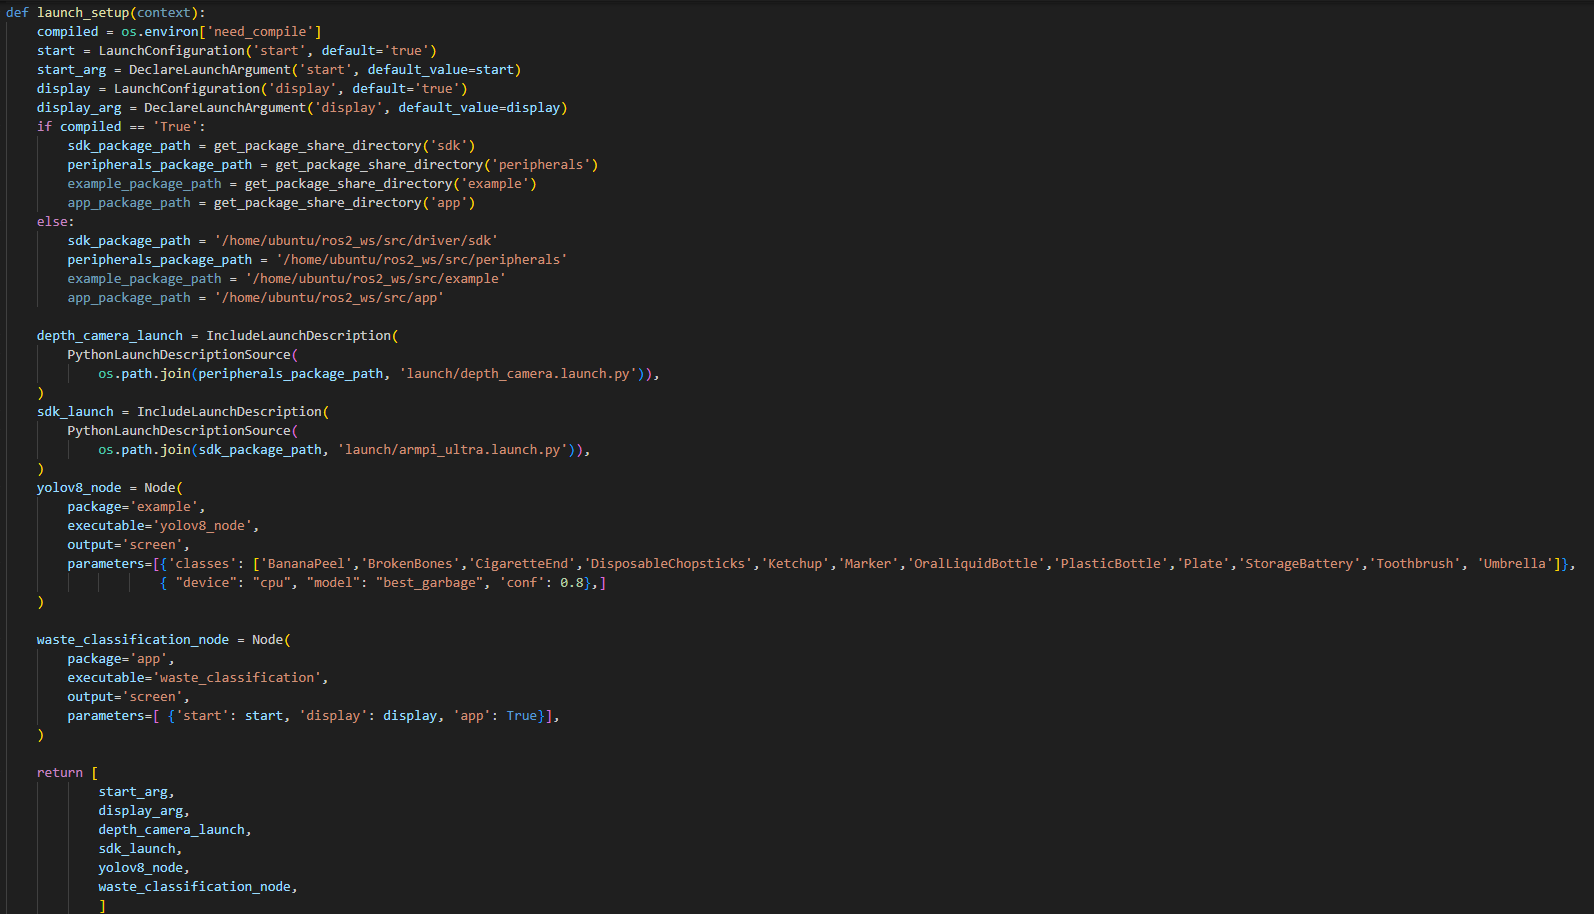 def launch_setup(context):
    compiled = os.environ['need_compile']
    start = LaunchConfiguration('start', default='true')
    start_arg = DeclareLaunchArgument('start', default_value=start)
    display = LaunchConfiguration('display', default='true')
    display_arg = DeclareLaunchArgument('display', default_value=display)
    if compiled == 'True':
        sdk_package_path = get_package_share_directory('sdk')
        peripherals_package_path = get_package_share_directory('peripherals')
        example_package_path = get_package_share_directory('example')
        app_package_path = get_package_share_directory('app')
    else:
        sdk_package_path = '/home/ubuntu/ros2_ws/src/driver/sdk'
        peripherals_package_path = '/home/ubuntu/ros2_ws/src/peripherals'
        example_package_path = '/home/ubuntu/ros2_ws/src/example'
        app_package_path = '/home/ubuntu/ros2_ws/src/app'

    depth_camera_launch = IncludeLaunchDescription(
        PythonLaunchDescriptionSource(
            os.path.join(peripherals_package_path, 'launch/depth_camera.launch.py')),
    )
    sdk_launch = IncludeLaunchDescription(
        PythonLaunchDescriptionSource(
            os.path.join(sdk_package_path, 'launch/armpi_ultra.launch.py')),
    )
    yolov8_node = Node(
        package='example',
        executable='yolov8_node',
        output='screen',
        parameters=[{'classes': ['BananaPeel','BrokenBones','CigaretteEnd','DisposableChopsticks','Ketchup','Marker','OralLiquidBottle','PlasticBottle','Plate','StorageBattery','Toothbrush', 'Umbrella']},
                    { "device": "cpu", "model": "best_garbage", 'conf': 0.8},]
    )

    waste_classification_node = Node(
        package='app',
        executable='waste_classification',
        output='screen',
        parameters=[ {'start': start, 'display': display, 'app': True}],
    )

    return [
            start_arg,
            display_arg,
            depth_camera_launch,
            sdk_launch,
            yolov8_node,
            waste_classification_node,
            ]